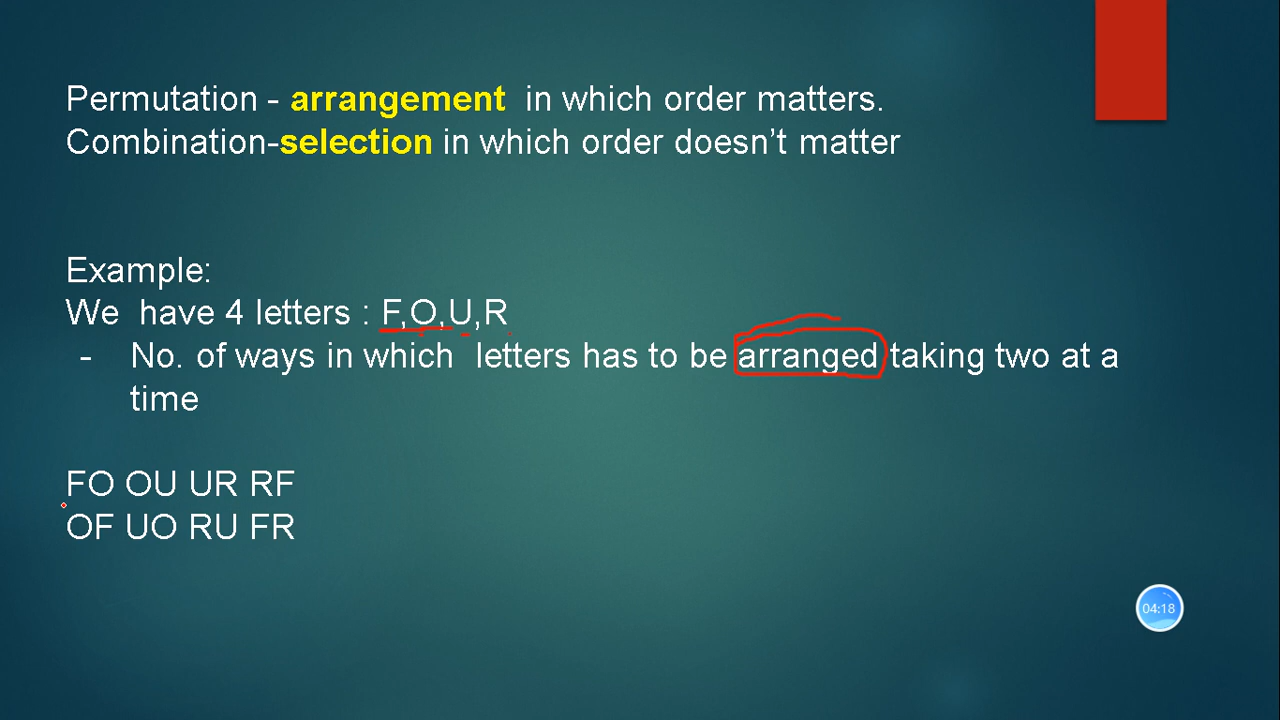 Permutation - arrangement in which order matters.
Combination-selection in which order doesn’t matter
Example:
We have 4 letters : F,O,U,R
- No. of ways in which letters has to be arranged taking two at a
time
FO OU UR RF
OF UO RU FR
04:18